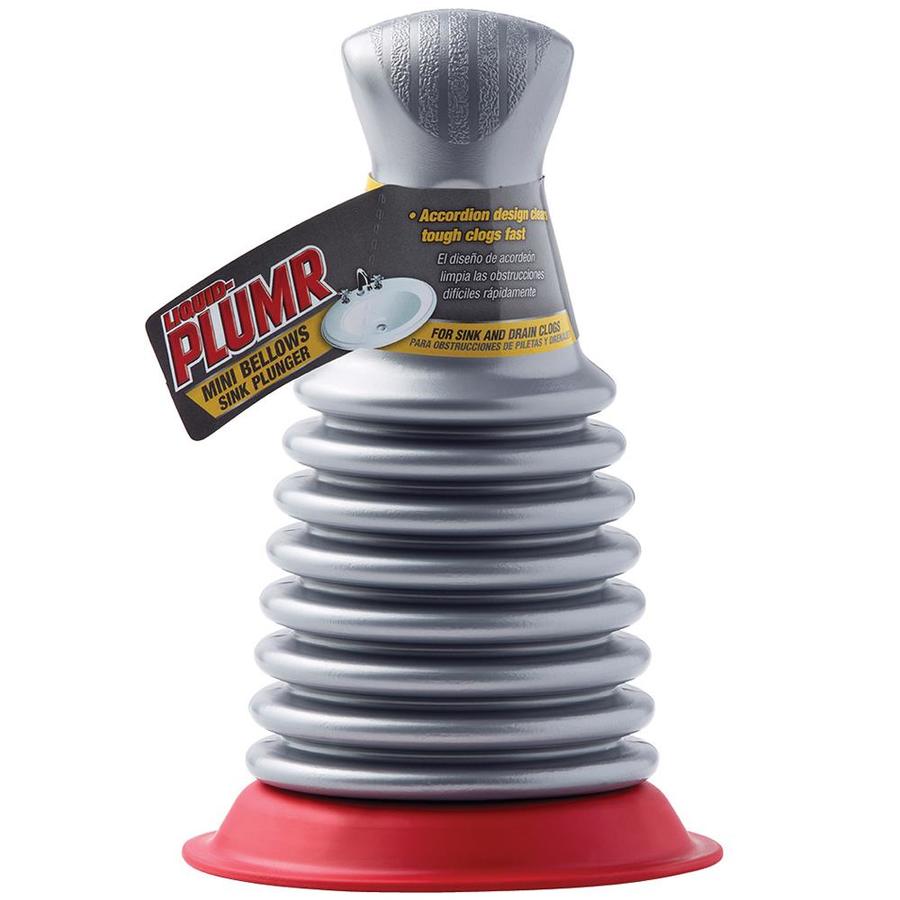 LIQUID-
PLUMR
MINI BELLOWS
SINK PLUNGER
• Accordion design clears
tough clogs fast
El diseño de acordeón
limpia las obstrucciones
difíciles rápidamente
FOR SINK AND DRAIN CLOGS
PARA OBSTRUCCIONES DE PILETAS Y DRENAJES